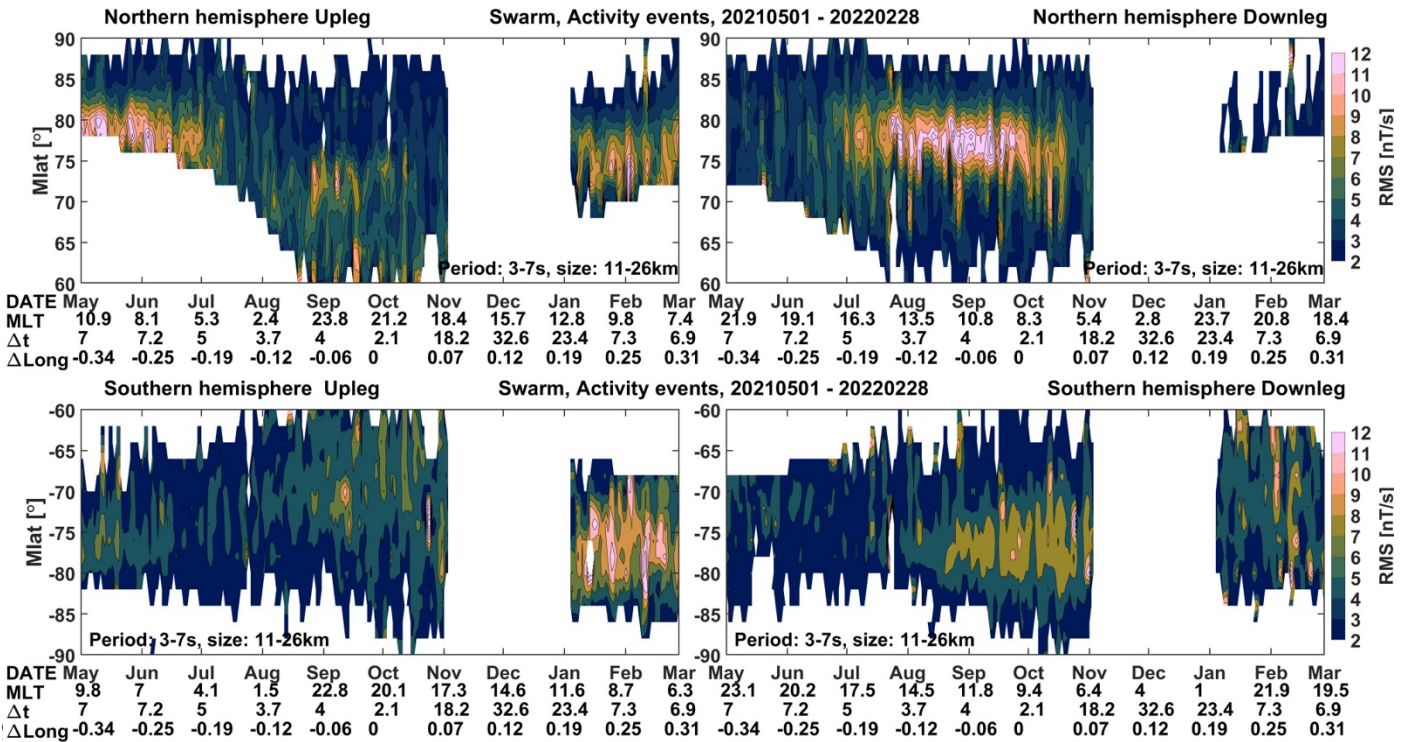 Northern hemisphere Upleg Swarm, Activity events, 20210501 - 20220228 Northern hemisphere Downleg
90 90 12
85 85 11
80 80 10
75 75 9
70 70 8
65 65 7
60 60 6
5
4
3
2
Mlat [°]
RMS [nT/s]
Period: 3-7s, size: 11-26km Period: 3-7s, size: 11-26km
DATE May Jun Jul Aug Sep Oct Nov Dec Jan Feb Mar May Jun Jul Aug Sep Oct Nov Dec Jan Feb Mar
MLT 10.9 8.1 5.3 2.4 23.8 21.2 18.4 15.7 12.8 9.8 7.4 21.9 19.1 16.3 13.5 10.8 8.3 5.4 2.8 23.7 20.8 18.4
Δt 7 7.2 5 3.7 4 2.1 18.2 32.6 23.4 7.3 6.9 7 7.2 5 3.7 4 2.1 18.2 32.6 23.4 7.3 6.9
ΔLong -0.34 -0.25 -0.19 -0.12 -0.06 0 0.07 0.12 0.19 0.25 0.31 -0.34 -0.25 -0.19 -0.12 -0.06 0 0.07 0.12 0.19 0.25 0.31
Southern hemisphere Upleg Swarm, Activity events, 20210501 - 20220228 Southern hemisphere Downleg
-60 -60 12
-65 -65 11
-70 -70 10
-75 -75 9
-80 -80 8
-85 -85 7
-90 -90 6
5
4
3
2
Mlat [°]
RMS [nT/s]
Period: 3-7s, size: 11-26km Period: 3-7s, size: 11-26km
DATE May Jun Jul Aug Sep Oct Nov Dec Jan Feb Mar May Jun Jul Aug Sep Oct Nov Dec Jan Feb Mar
MLT 9.8 7 4.1 1.5 22.8 20.1 17.3 14.6 11.6 8.7 6.3 23.1 20.2 17.5 14.5 11.8 9.4 6.4 4 1 21.9 19.5
Δt 7 7.2 5 3.7 4 2.1 18.2 32.6 23.4 7.3 6.9 7 7.2 5 3.7 4 2.1 18.2 32.6 23.4 7.3 6.9
ΔLong -0.34 -0.25 -0.19 -0.12 -0.06 0 0.07 0.12 0.19 0.25 0.31 -0.34 -0.25 -0.19 -0.12 -0.06 0 0.07 0.12 0.19 0.25 0.31